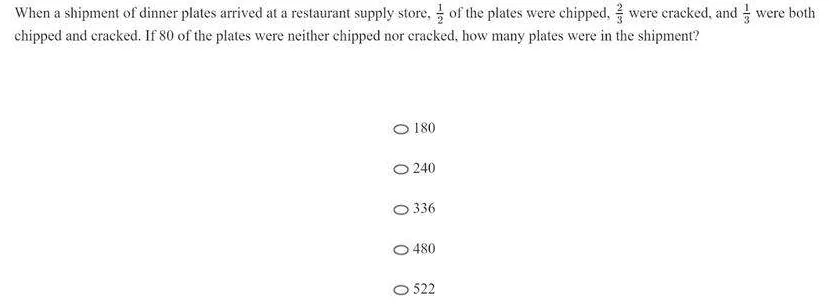 When a shipment of dinner plates arrived at a restaurant supply store, 1/2 of the plates were chipped, 2/3 were cracked, and 1/3 were both
chipped and cracked. If 80 of the plates were neither chipped nor cracked, how many plates were in the shipment?
180
240
336
480
522